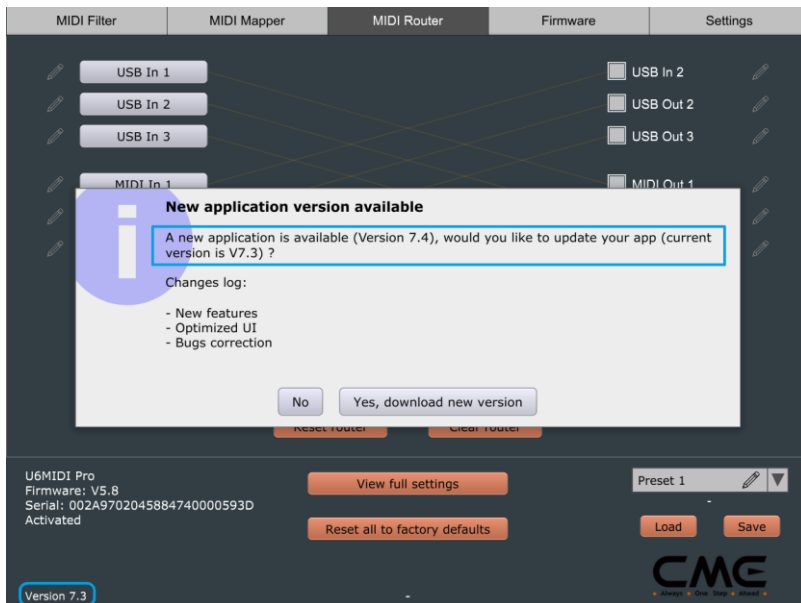 MIDI Filter
MIDI Mapper
MIDI Router
Firmware
Settings
USB In 1
USB In 2
USB In 2
USB Out 2
USB In 3
USB Out 3
MIDI In 1
MIDI Out 1
New application version available
A new application is available (Version 7.4), would you like to update your app (current
version is V7.3) ?
Changes log:
- New features
- Optimized UI
- Bugs correction
No
Yes, download new version
Reset router
Clear router
U6MIDI Pro
Firmware: V5.8
Serial: 002A9702045884740000593D
Activated
View full settings
Reset all to factory defaults
Preset 1
-
Load
Save
Version 7.3
-
CME
Always One Step Ahead